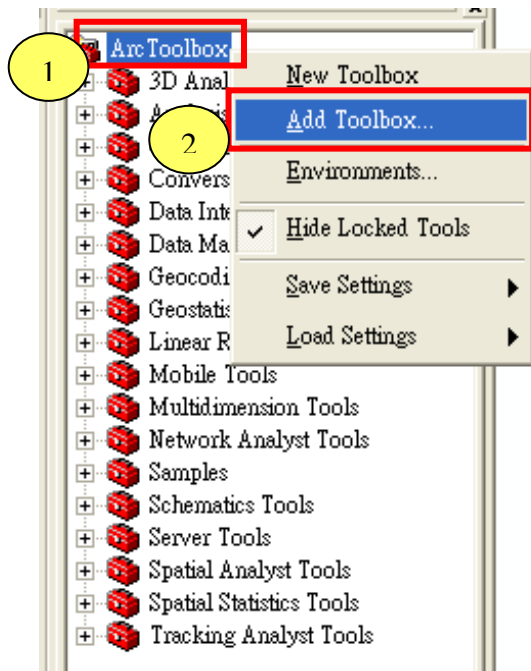 ArcToolbox
1
3D Anal
2
Convers
Data Inte
Data Ma
Geocodi
Geostatis
Linear R
Mobile Tools
Multidimension Tools
Network Analyst Tools
Samples
Schematics Tools
Server Tools
Spatial Analyst Tools
Spatial Statistics Tools
Tracking Analyst Tools
New Toolbox
Add Toolbox...
Environments...
Hide Locked Tools
Save Settings
Load Settings